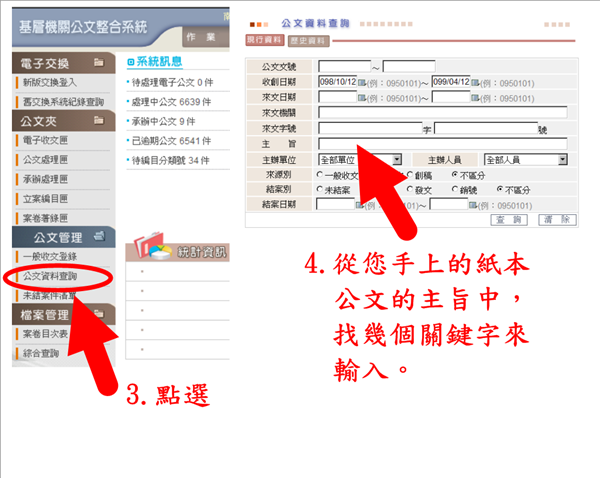 基層機關公文整合系統
作 業
電子交換
新版交換登入
舊交換系統紀錄查詢
公文夾
電子收文匣
公文處理匣
承辦處理匣
立案編目匣
案卷著錄匣
公文管理
一般收文登錄
公文資料查詢
未結案件清單
檔案管理
案卷目次表
綜合查詢
系統訊息
待處理電子公文 0 件
處理中公文 6639 件
承辦中公文 9 件
已逾期公文 6541 件
待編目分類號 34 件
統計資訊
3.點選
公文資料查詢
現行資料 歷史資料
公文文號 ～
收創日期 098/10/12 (例：0950101)～ 099/04/12 (例：0950101)
來文日期 (例：0950101)～ (例：0950101)
來文機關
來文字號 字 號
主 旨
主辦單位 全部單位 主辦人員 全部人員
來源別 一般收文 創稿 不區分
結案別 未結案 發文 銷號 不區分
結案日期 (例：0950101)～ (例：0950101)
查 詢 清 除
4.從您手上的紙本
公文的主旨中，
找幾個關鍵字來
輸入。